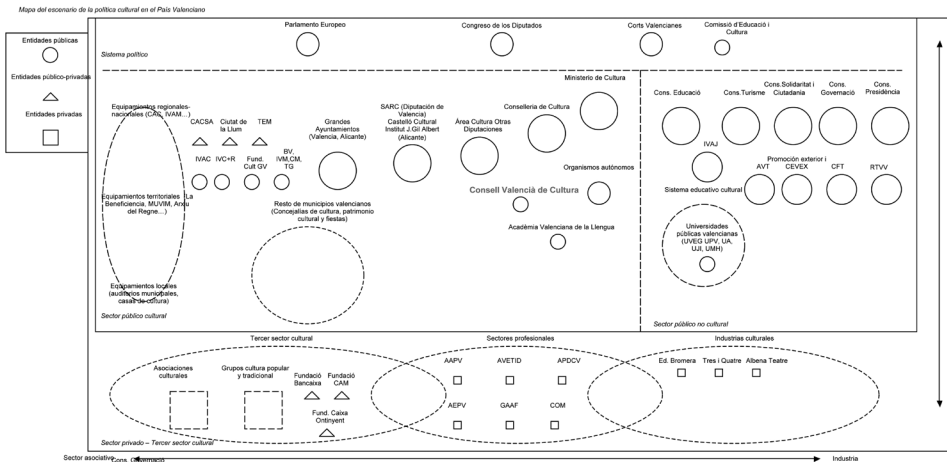 Mapa del escenario de la política cultural en el País Valenciano
Entidades públicas
Entidades público-privadas
Entidades privadas
Parlamento Europeo
Congreso de los Diputados
Corts Valencianes
Comissió d'Educació i
Cultura
Sistema político
Equipamientos regionales-
nacionales (CAC, IVAM…)
CACSA
Ciutat de
la Llum
TEM
IVAC
IVC+R
Fund.
Cult GV
BV,
IVM,CM,
TG
Grandes
Ayuntamientos
(Valencia, Alicante)
SARC (Diputación de
Valencia)
Castelló Cultural
Institut J.Gil Albert
(Alicante)
Área Cultura Otras
Diputaciones
Conselleria de Cultura
Ministerio de Cultura
Organismos autónomos
Consell Valencià de Cultura
Acadèmia Valenciana de la Llengua
Equipamientos territoriales (La
Beneficiencia, MUVIM, Arxiu
del Regne…)
Resto de municipios valencianos
(Concejalías de cultura, patrimonio
cultural y fiestas)
Equipamientos locales
(auditorios municipales,
casas de cultura)
Sector público cultural
Cons. Educació
Cons.Turisme
Cons.Solidaritat i
Ciutadania
Cons.
Governació
Cons.
Presidència
IVAJ
Sistema educativo cultural
Promoción exterior i
AVT
CEVEX
CFT
RTVV
Universidades
públicas valencianas
(UVEG UPV, UA,
UJI, UMH)
Sector público no cultural
Tercer sector cultural
Sectores profesionales
Industrias culturales
Asociaciones
culturales
Grupos cultura popular
y tradicional
Fundació
Bancaixa
Fundació
CAM
Fund. Caixa
Ontinyent
AAPV
AVETID
APDCV
AEPV
GAAF
COM
Ed. Bromera
Tres i Quatre
Albena Teatre
Sector privado – Tercer sector cultural
Sector asociativo
Cons. Governació
Industria